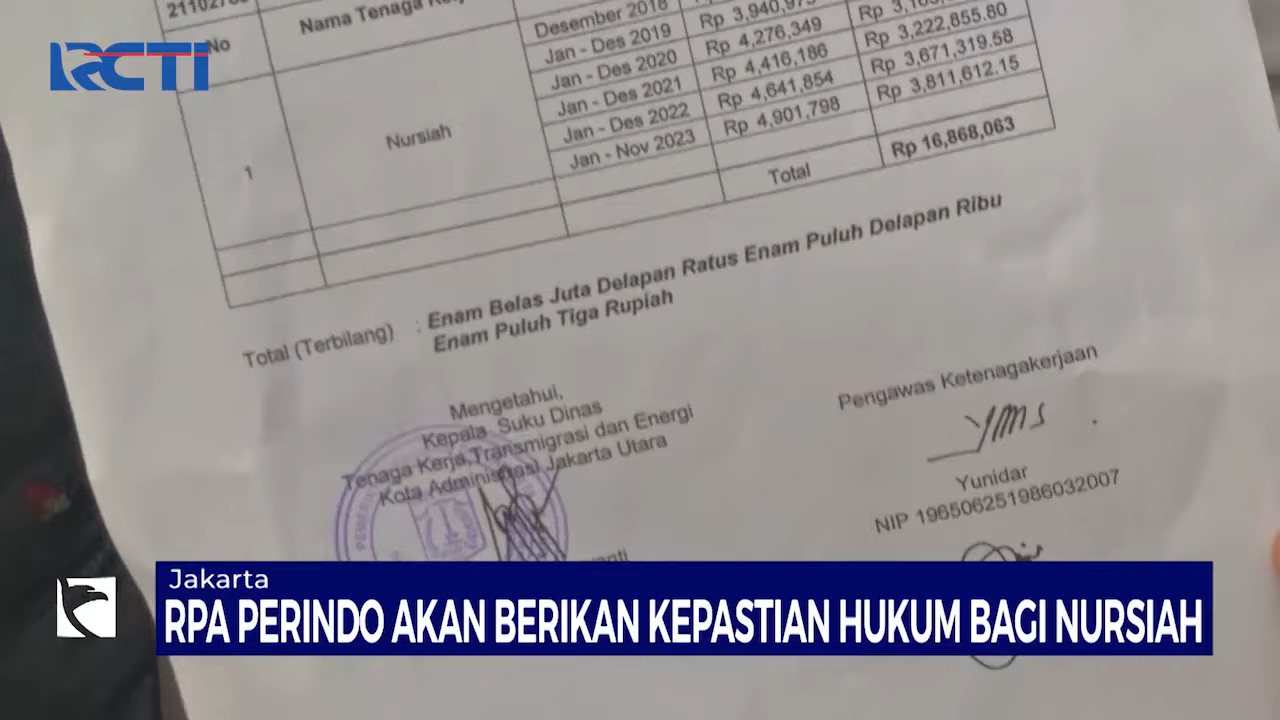 RCTI
No
Nama Tenaga
Desember 2018
Jan - Des 2019 Rp 4,276,349 Rp 3,222,855.80
Jan - Des 2020 Rp 4,416,186 Rp 3,671,319.58
Jan - Des 2021 Rp 4,641,854 Rp 3,811,612.15
Jan - Des 2022 Rp 4,901,798
Jan - Nov 2023
1 Nursiah
Total Rp 16,868,063
Total (Terbilang) : Enam Belas Juta Delapan Ratus Enam Puluh Delapan Ribu
Enam Puluh Tiga Rupiah
Mengetahui,
Kepala Suku Dinas
Tenaga Kerja,Transmigrasi dan Energi
Kota Administrasi Jakarta Utara
Pengawas Ketenagakerjaan
Yunidar
NIP 196506251986032007
Jakarta
RPA PERINDO AKAN BERIKAN KEPASTIAN HUKUM BAGI NURSIAH